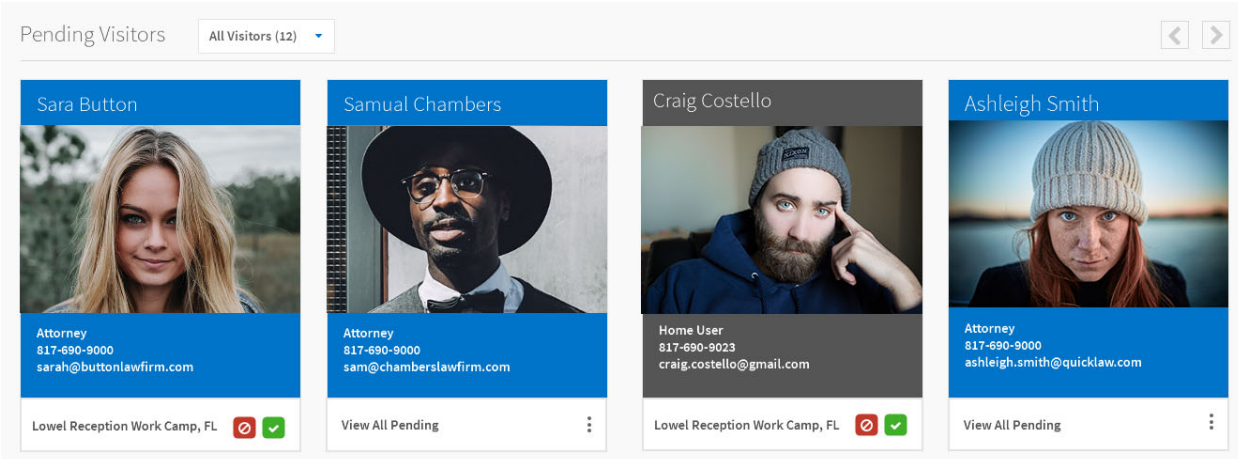 Pending Visitors
All Visitors (12)
Sara Button
Attorney
817-690-9000
sarah@buttonlawfirm.com
Lowel Reception Work Camp, FL
Samual Chambers
Attorney
817-690-9000
sam@chamberslawfirm.com
View All Pending
Craig Costello
Home User
817-690-9023
craig.costello@gmail.com
Lowel Reception Work Camp, FL
Ashleigh Smith
Attorney
817-690-9000
ashleigh.smith@quicklaw.com
View All Pending